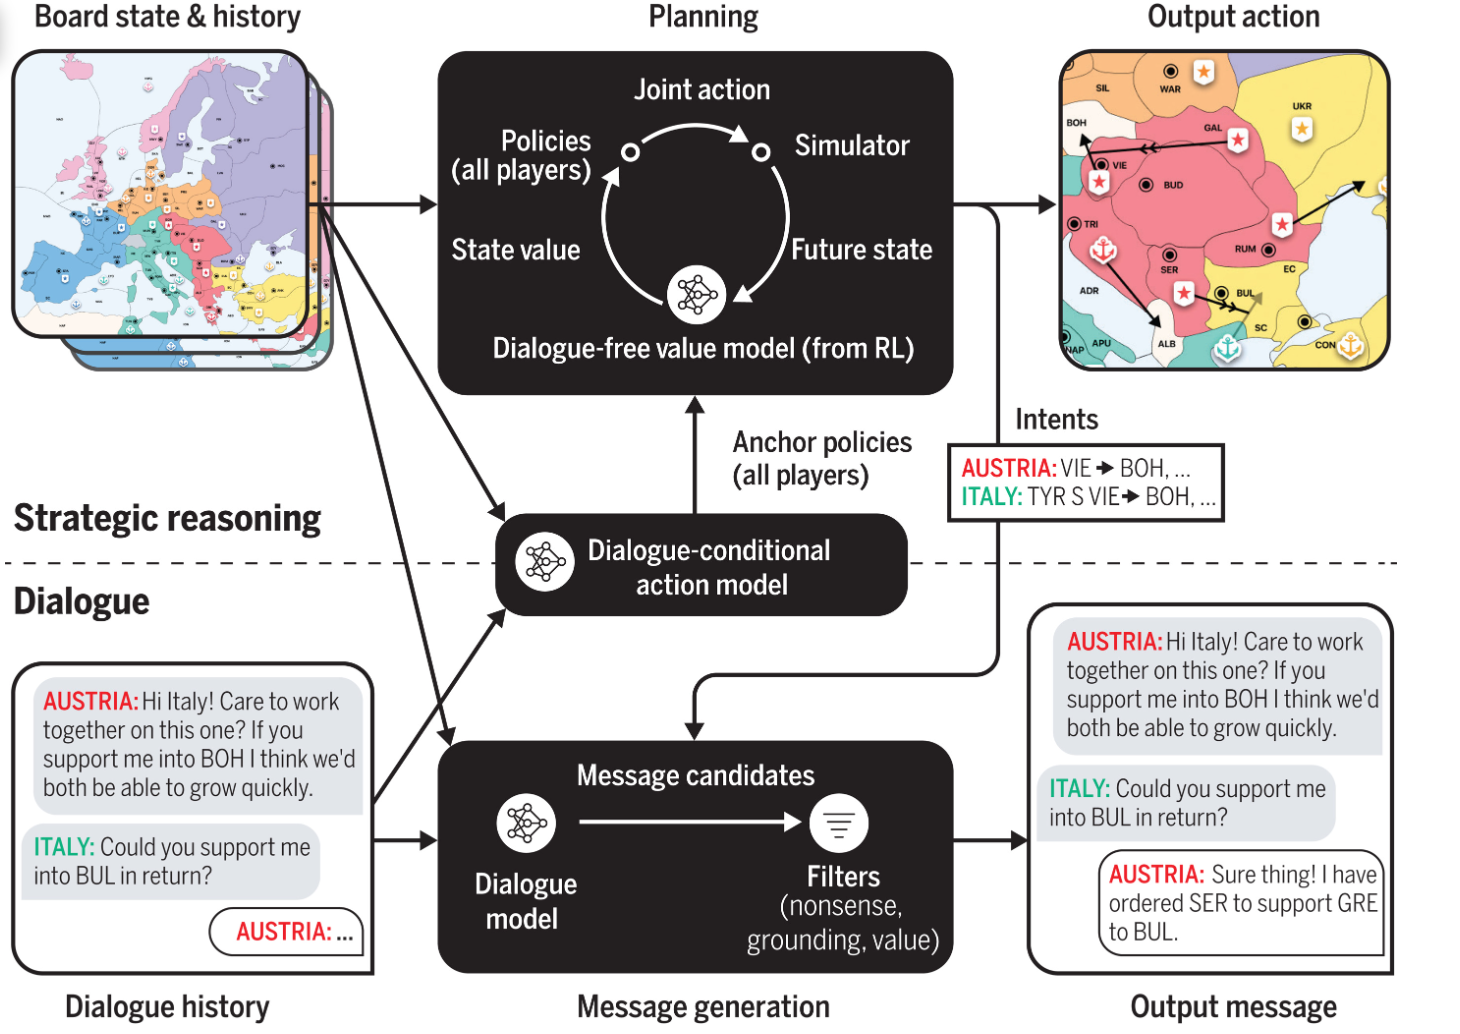 Board state & history
Planning
Output action
Joint action
Policies
(all players)
Simulator
State value
Future state
Dialogue-free value model (from RL)
SIL
WAR
UKR
BOH
GAL
VIE
BUD
TRI
RUM
SER
EC
ADR
BUL
SC
ALB
APU
NAP
CON
Anchor policies
(all players)
Intents
AUSTRIA: VIE → BOH, ...
ITALY: TYR S VIE → BOH, ...
Strategic reasoning
Dialogue-conditional
action model
Dialogue
AUSTRIA: Hi Italy! Care to work
together on this one? If you
support me into BOH I think we'd
both be able to grow quickly.
ITALY: Could you support me
into BUL in return?
AUSTRIA: ...
Message candidates
Dialogue
model
Filters
(nonsense,
grounding, value)
AUSTRIA: Hi Italy! Care to work
together on this one? If you
support me into BOH I think we'd
both be able to grow quickly.
ITALY: Could you support me
into BUL in return?
AUSTRIA: Sure thing! I have
ordered SER to support GRE
to BUL.
Dialogue history
Message generation
Output message